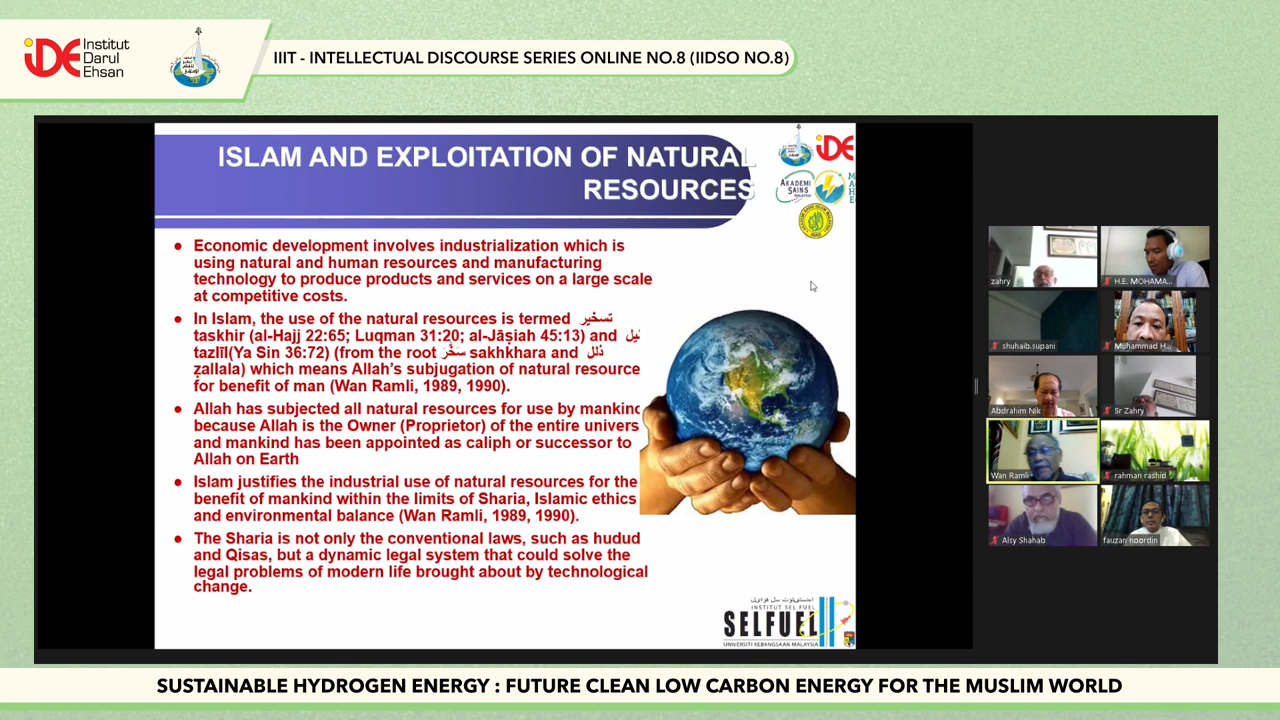 iDE Institut
Darul
Ehsan
IIIT - INTELLECTUAL DISCOURSE SERIES ONLINE NO.8 (IIDSO NO.8)
ISLAM AND EXPLOITATION OF NATURAL
RESOURCES
iDE
AKADEMI
SAINS
MALAYSIA
● Economic development involves industrialization which is
using natural and human resources and manufacturing
technology to produce products and services on a large scale
at competitive costs.
● In Islam, the use of the natural resources is termed تسخير
taskhir (al-Hajj 22:65; Luqman 31:20; al-Jāṣiah 45:13) and
tazlīl(Ya Sin 36:72) (from the root سَخَّرَ sakhkhara and ذلل
ẓallala) which means Allah's subjugation of natural resource
for benefit of man (Wan Ramli, 1989, 1990).
● Allah has subjected all natural resources for use by mankind
because Allah is the Owner (Proprietor) of the entire univers
and mankind has been appointed as caliph or successor to
Allah on Earth
● Islam justifies the industrial use of natural resources for the
benefit of mankind within the limits of Sharia, Islamic ethics
and environmental balance (Wan Ramli, 1989, 1990).
● The Sharia is not only the conventional laws, such as hudud
and Qisas, but a dynamic legal system that could solve the
legal problems of modern life brought about by technological
change.
INSTITUT SEL FUEL
SELFUEL
UNIVERSITI KEBANGSAAN MALAYSIA
zahry
H.E. MOHAMA...
shuhaib.supani
Muhammad H...
Abdrahim Nik
Sr Zahry
Wan Ramli
rahman rashid
Alsy Shahab
fauzan noordin
SUSTAINABLE HYDROGEN ENERGY : FUTURE CLEAN LOW CARBON ENERGY FOR THE MUSLIM WORLD